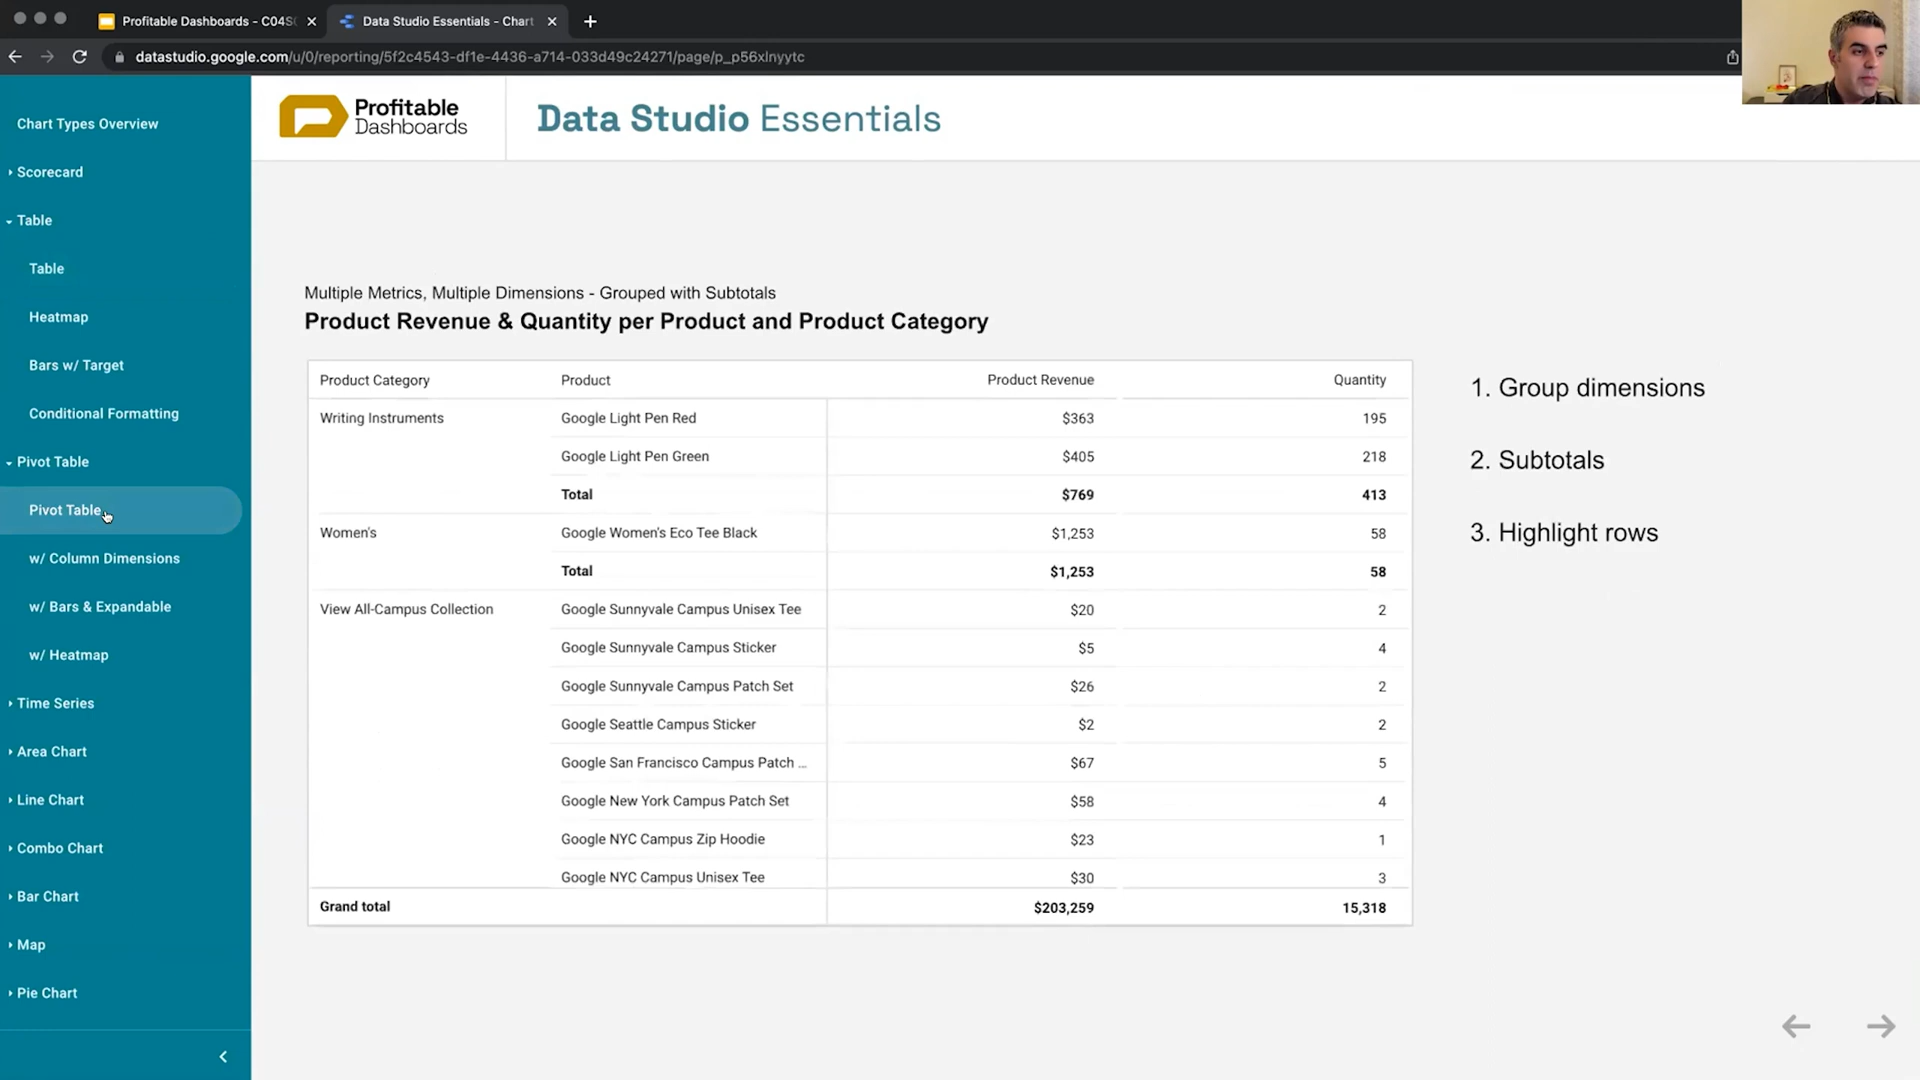 Profitable Dashboards - C04S
Data Studio Essentials - Chart
datastudio.google.com/u/0/reporting/5f2c4543-df1e-4436-a714-033d49c24271/page/p_p56xlnyytc
Chart Types Overview
Scorecard
Table
Table
Heatmap
Bars w/ Target
Conditional Formatting
Pivot Table
Pivot Table
w/ Column Dimensions
w/ Bars & Expandable
w/ Heatmap
Time Series
Area Chart
Line Chart
Combo Chart
Bar Chart
Map
Pie Chart
Profitable
Dashboards
Data Studio Essentials
Multiple Metrics, Multiple Dimensions - Grouped with Subtotals
Product Revenue & Quantity per Product and Product Category
Product Category Product Product Revenue Quantity
Writing Instruments Google Light Pen Red $363 195
Google Light Pen Green $405 218
Total $769 413
Women's Google Women's Eco Tee Black $1,253 58
Total $1,253 58
View All-Campus Collection Google Sunnyvale Campus Unisex Tee $20 2
Google Sunnyvale Campus Sticker $5 4
Google Sunnyvale Campus Patch Set $26 2
Google Seattle Campus Sticker $2 2
Google San Francisco Campus Patch ... $67 5
Google New York Campus Patch Set $58 4
Google NYC Campus Zip Hoodie $23 1
Google NYC Campus Unisex Tee $30 3
Grand total $203,259 15,318
1. Group dimensions
2. Subtotals
3. Highlight rows